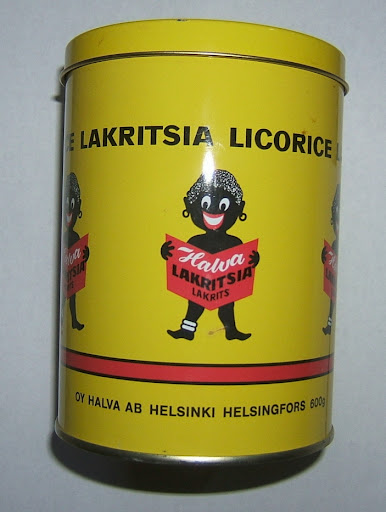 LAKRITSIA LICORICE
Halva
LAKRITSIA
LAKRITS
OY HALVA AB HELSINKI HELSINGFORS 600g